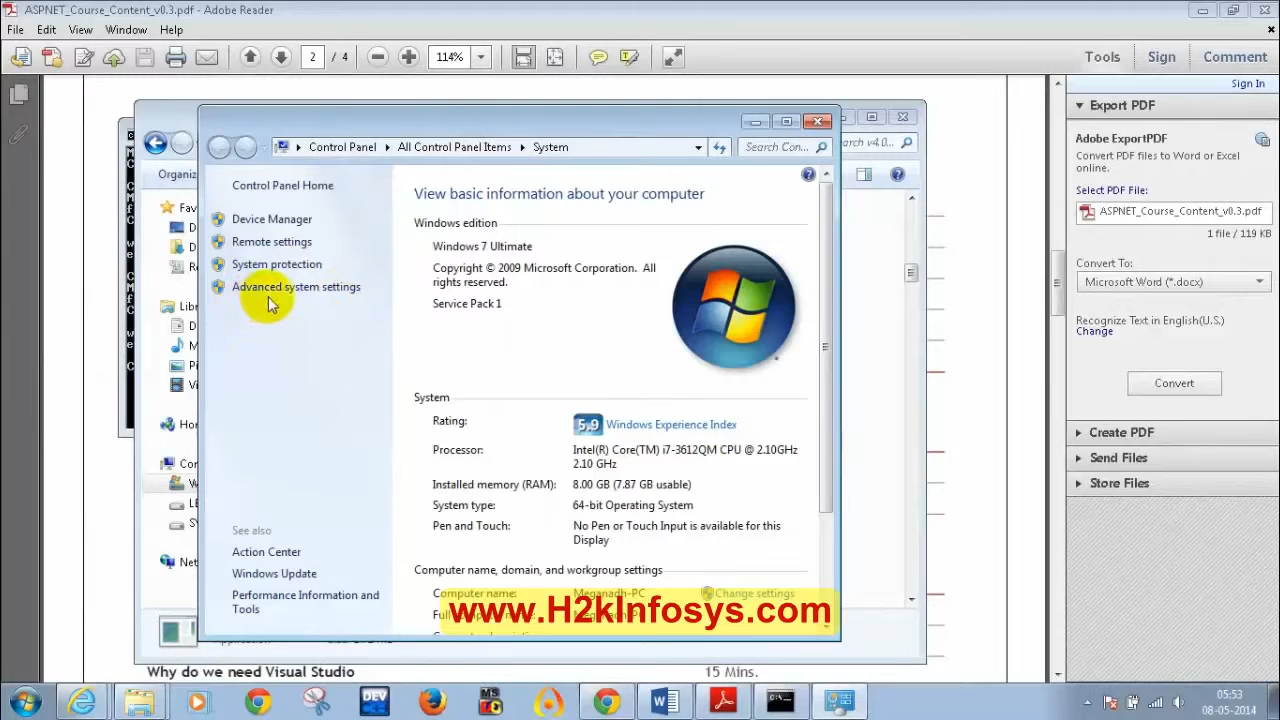 ASPNET_Course_Content_v0.3.pdf - Adobe Reader
File Edit View Window Help
2 / 4 114% Tools Sign Comment
Sign In
Export PDF
Adobe ExportPDF
Convert PDF files to Word or Excel
online.
Select PDF File:
ASPNET_Course_Content_v0.3.pdf
1 file / 119 KB
Convert To:
Microsoft Word (*.docx)
Recognize Text in English(U.S.)
Change
Convert
Create PDF
Send Files
Store Files
Control Panel All Control Panel Items System Search Con...
Organiz
Fav
Lib
Control Panel Home
Device Manager
Remote settings
System protection
Advanced system settings
See also
Action Center
Windows Update
Performance Information and
Tools
View basic information about your computer
Windows edition
Windows 7 Ultimate
Copyright © 2009 Microsoft Corporation. All
rights reserved.
Service Pack 1
System
Rating: 5.9 Windows Experience Index
Processor: Intel(R) Core(TM) i7-3612QM CPU @ 2.10GHz
2.10 GHz
Installed memory (RAM): 8.00 GB (7.87 GB usable)
System type: 64-bit Operating System
Pen and Touch: No Pen or Touch Input is available for this
Display
Computer name, domain, and workgroup settings
Computer name: Meganadh-PC Change settings
www.H2kInfosys.com
Why do we need Visual Studio 15 Mins.
DEV
MS
05:53
08-05-2014